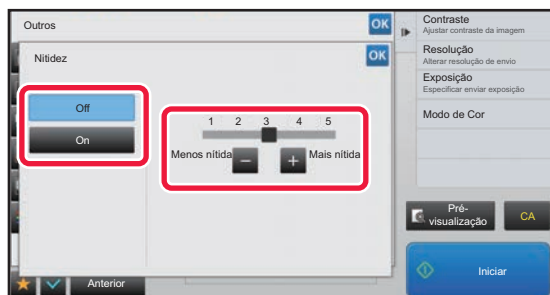 Outros
OK
Nitidez
OK
Off
On
1 2 3 4 5
Menos nítida
Mais nítida
Anterior
Contraste
Ajustar contraste da imagem
Resolução
Alterar resolução de envio
Exposição
Especificar enviar exposição
Modo de Cor
Pré-
visualização
CA
Iniciar